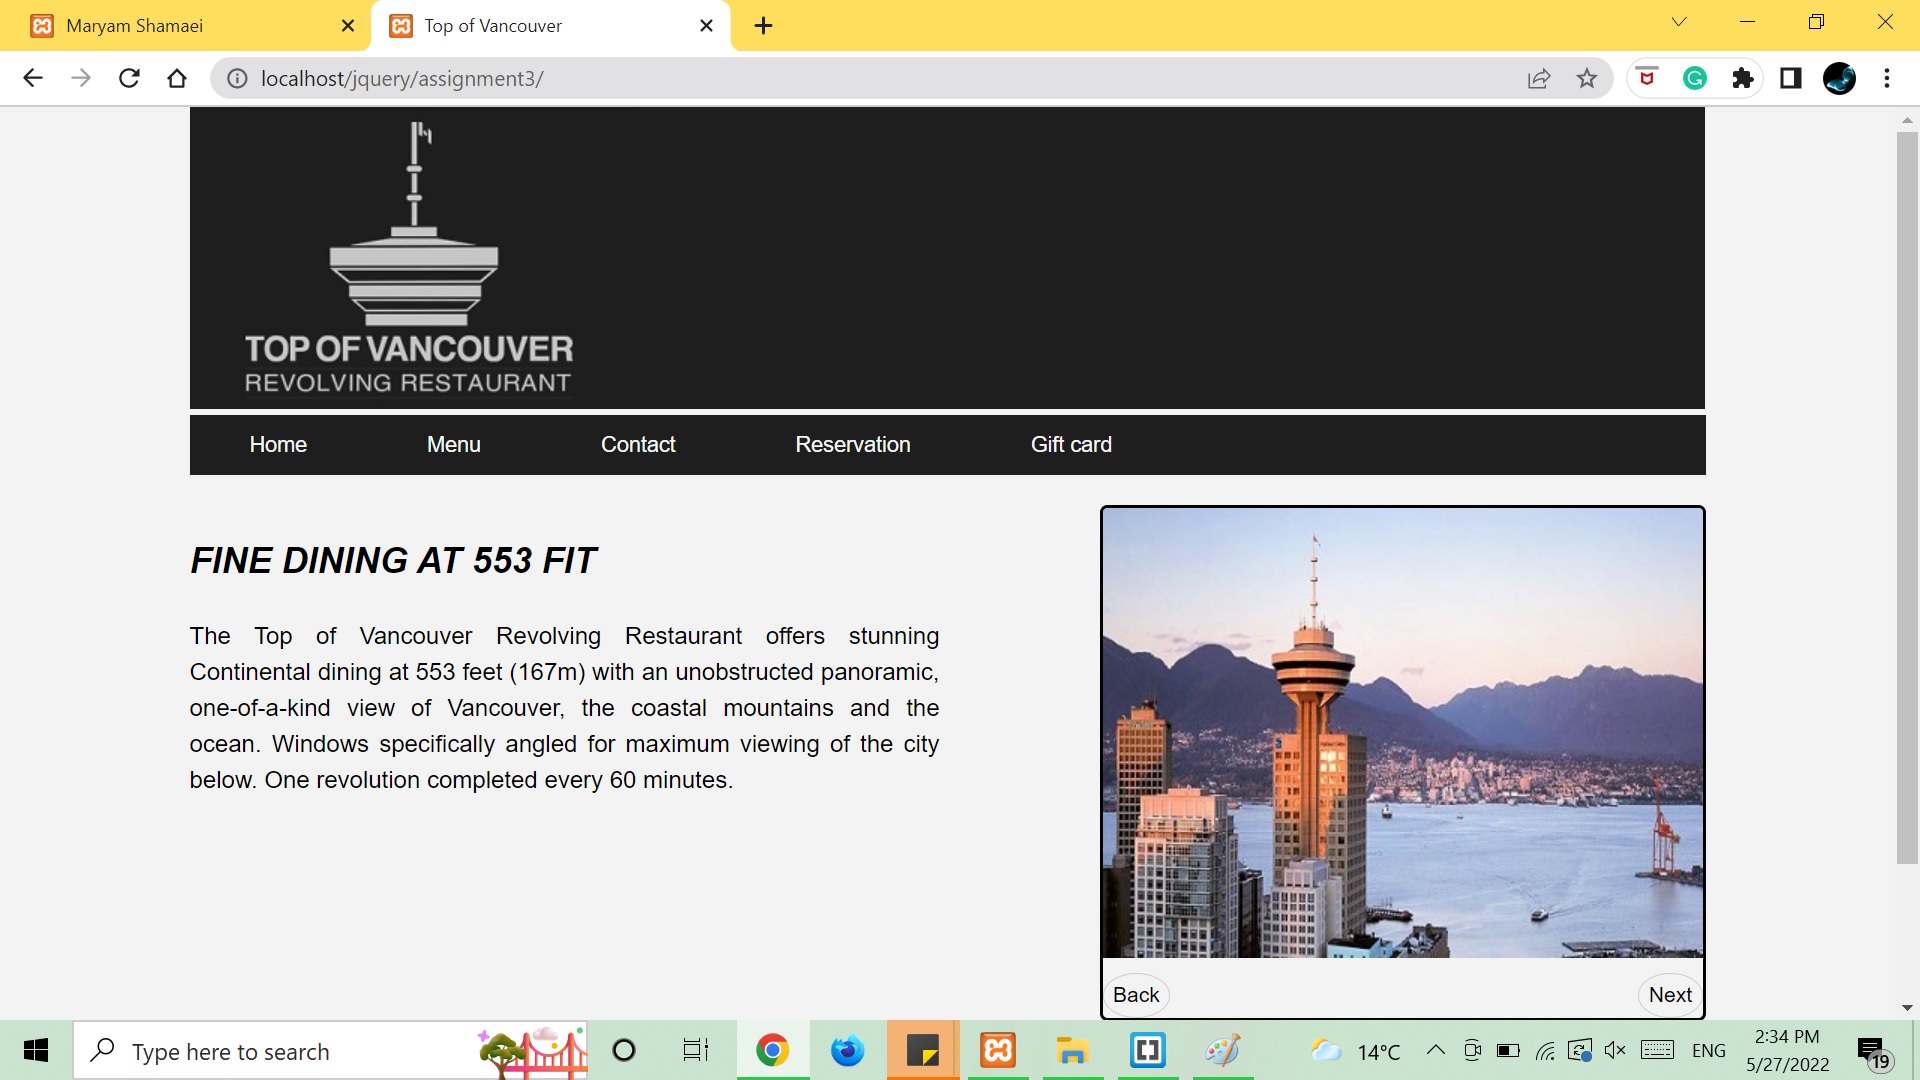 Maryam Shamaei
Top of Vancouver
localhost/jquery/assignment3/
TOP OF VANCOUVER
REVOLVING RESTAURANT
Home Menu Contact Reservation Gift card
FINE DINING AT 553 FIT
The Top of Vancouver Revolving Restaurant offers stunning
Continental dining at 553 feet (167m) with an unobstructed panoramic,
one-of-a-kind view of Vancouver, the coastal mountains and the
ocean. Windows specifically angled for maximum viewing of the city
below. One revolution completed every 60 minutes.
Back Next
Type here to search
14°C
ENG
2:34 PM
5/27/2022
19